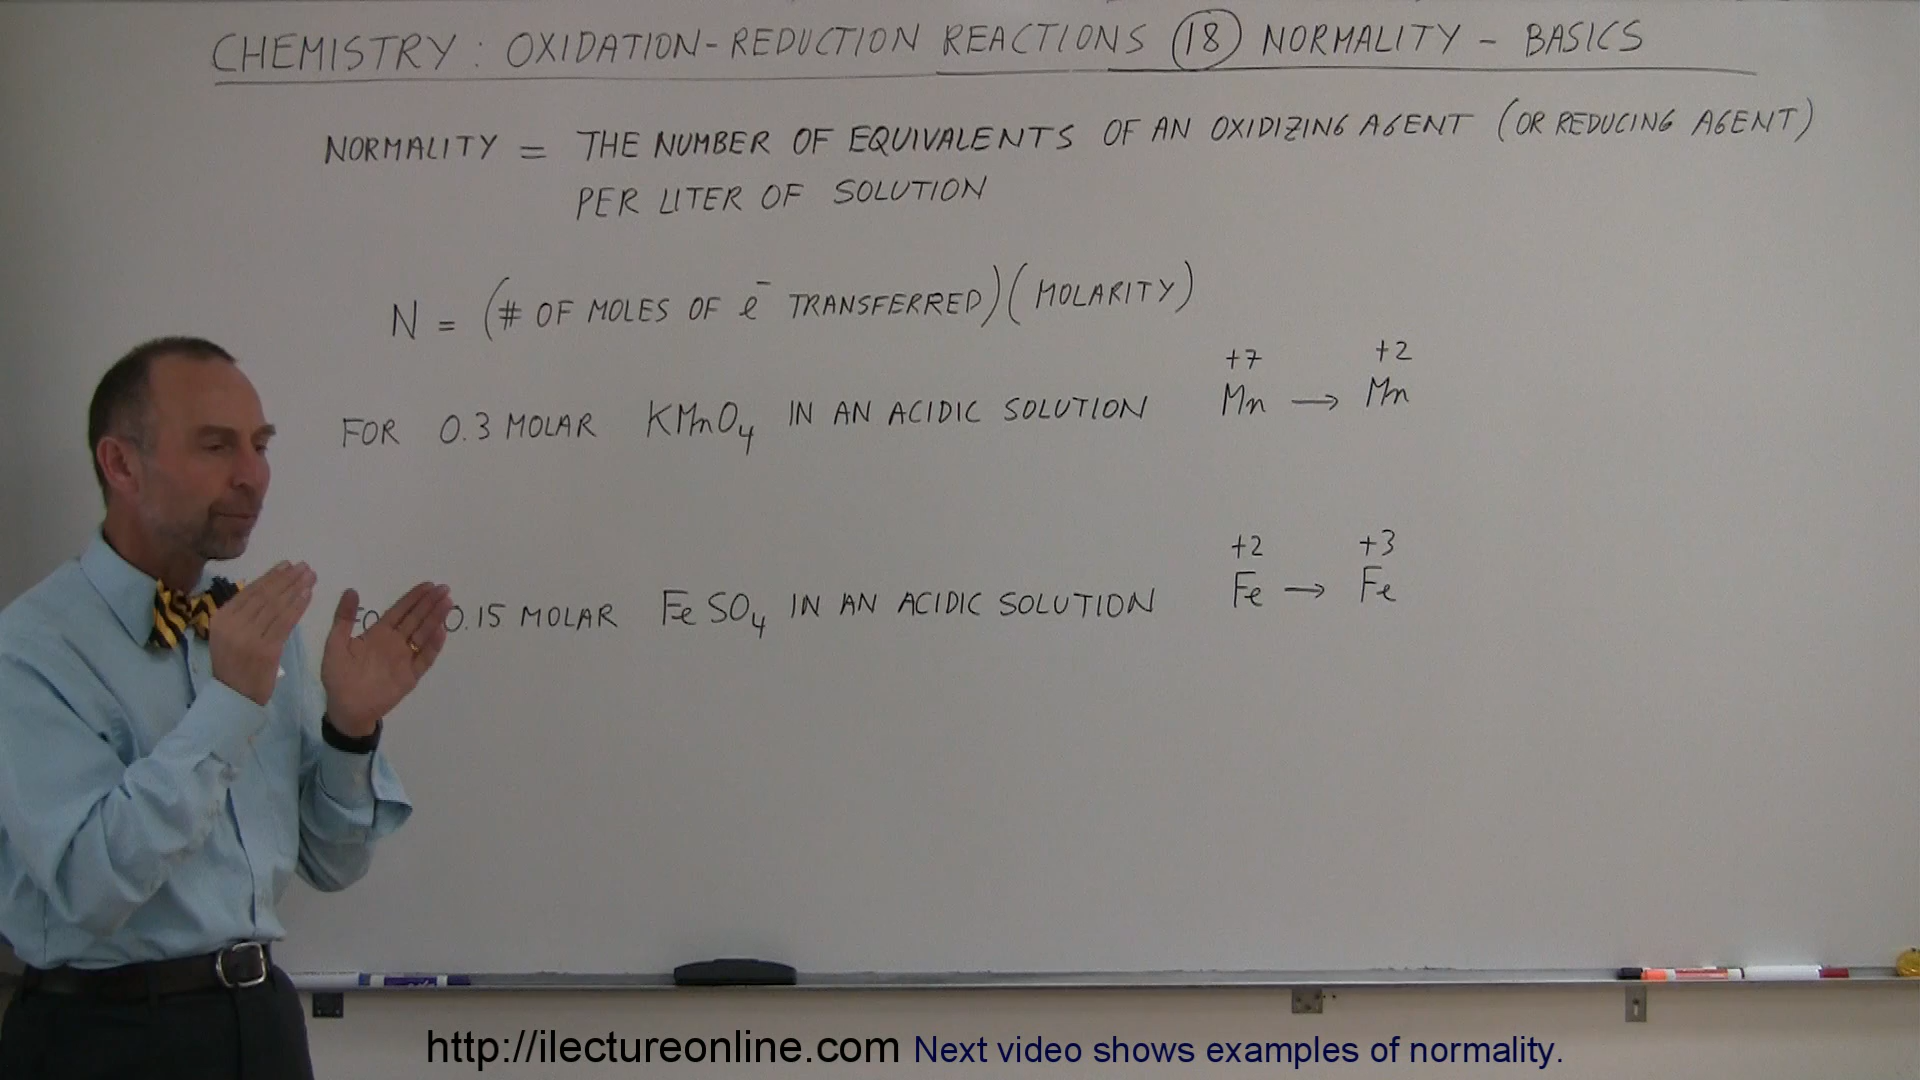 CHEMISTRY: OXIDATION-REDUCTION REACTIONS 18 NORMALITY - BASICS
NORMALITY = THE NUMBER OF EQUIVALENTS OF AN OXIDIZING AGENT (OR REDUCING AGENT)
PER LITER OF SOLUTION
N = (# OF MOLES OF e⁻ TRANSFERRED)(MOLARITY)
+7 +2
FOR 0.3 MOLAR KMnO₄ IN AN ACIDIC SOLUTION Mn → Mn
+2 +3
0.15 MOLAR FeSO₄ IN AN ACIDIC SOLUTION Fe → Fe
http://ilectureonline.com Next video shows examples of normality.